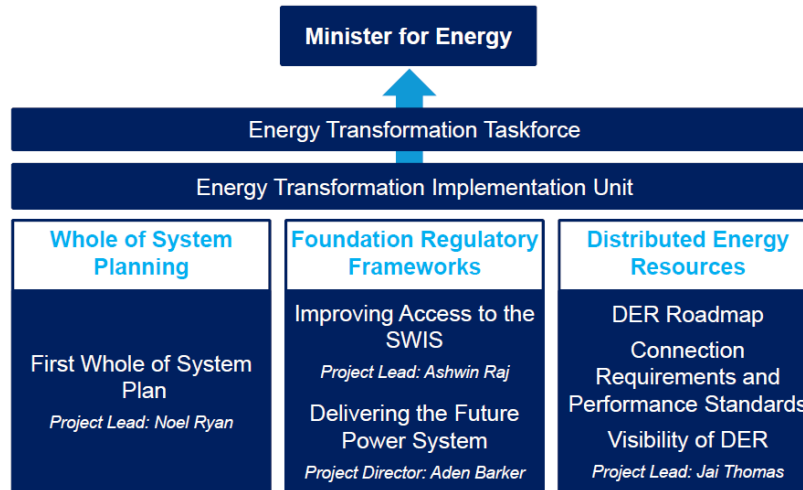 Minister for Energy
Energy Transformation Taskforce
Energy Transformation Implementation Unit
Whole of System
Planning
First Whole of System
Plan
Project Lead: Noel Ryan
Foundation Regulatory
Frameworks
Improving Access to the
SWIS
Project Lead: Ashwin Raj
Delivering the Future
Power System
Project Director: Aden Barker
Distributed Energy
Resources
DER Roadmap
Connection
Requirements and
Performance Standards
Visibility of DER
Project Lead: Jai Thomas